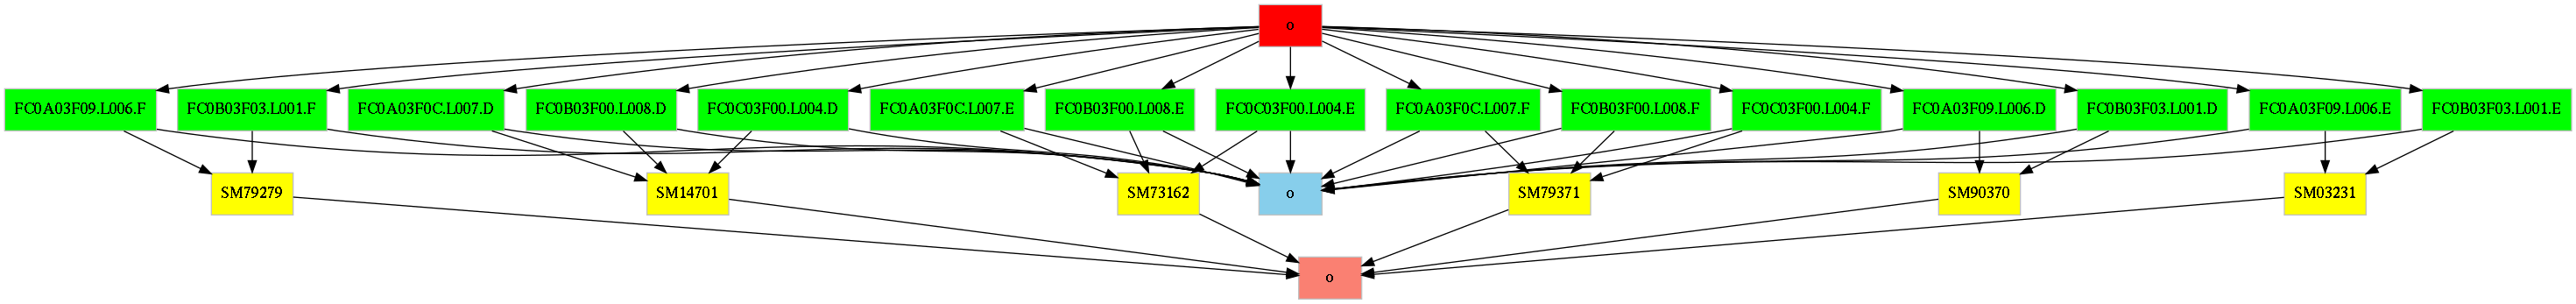 o
FC0A03F09.L006.F
FC0B03F03.L001.F
FC0A03F0C.L007.D
FC0B03F00.L008.D
FC0C03F00.L004.D
FC0A03F0C.L007.E
FC0B03F00.L008.E
FC0C03F00.L004.E
FC0A03F0C.L007.F
FC0B03F00.L008.F
FC0C03F00.L004.F
FC0A03F09.L006.D
FC0B03F03.L001.D
FC0A03F09.L006.E
FC0B03F03.L001.E
SM79279
SM14701
SM73162
o
SM79371
SM90370
SM03231
o